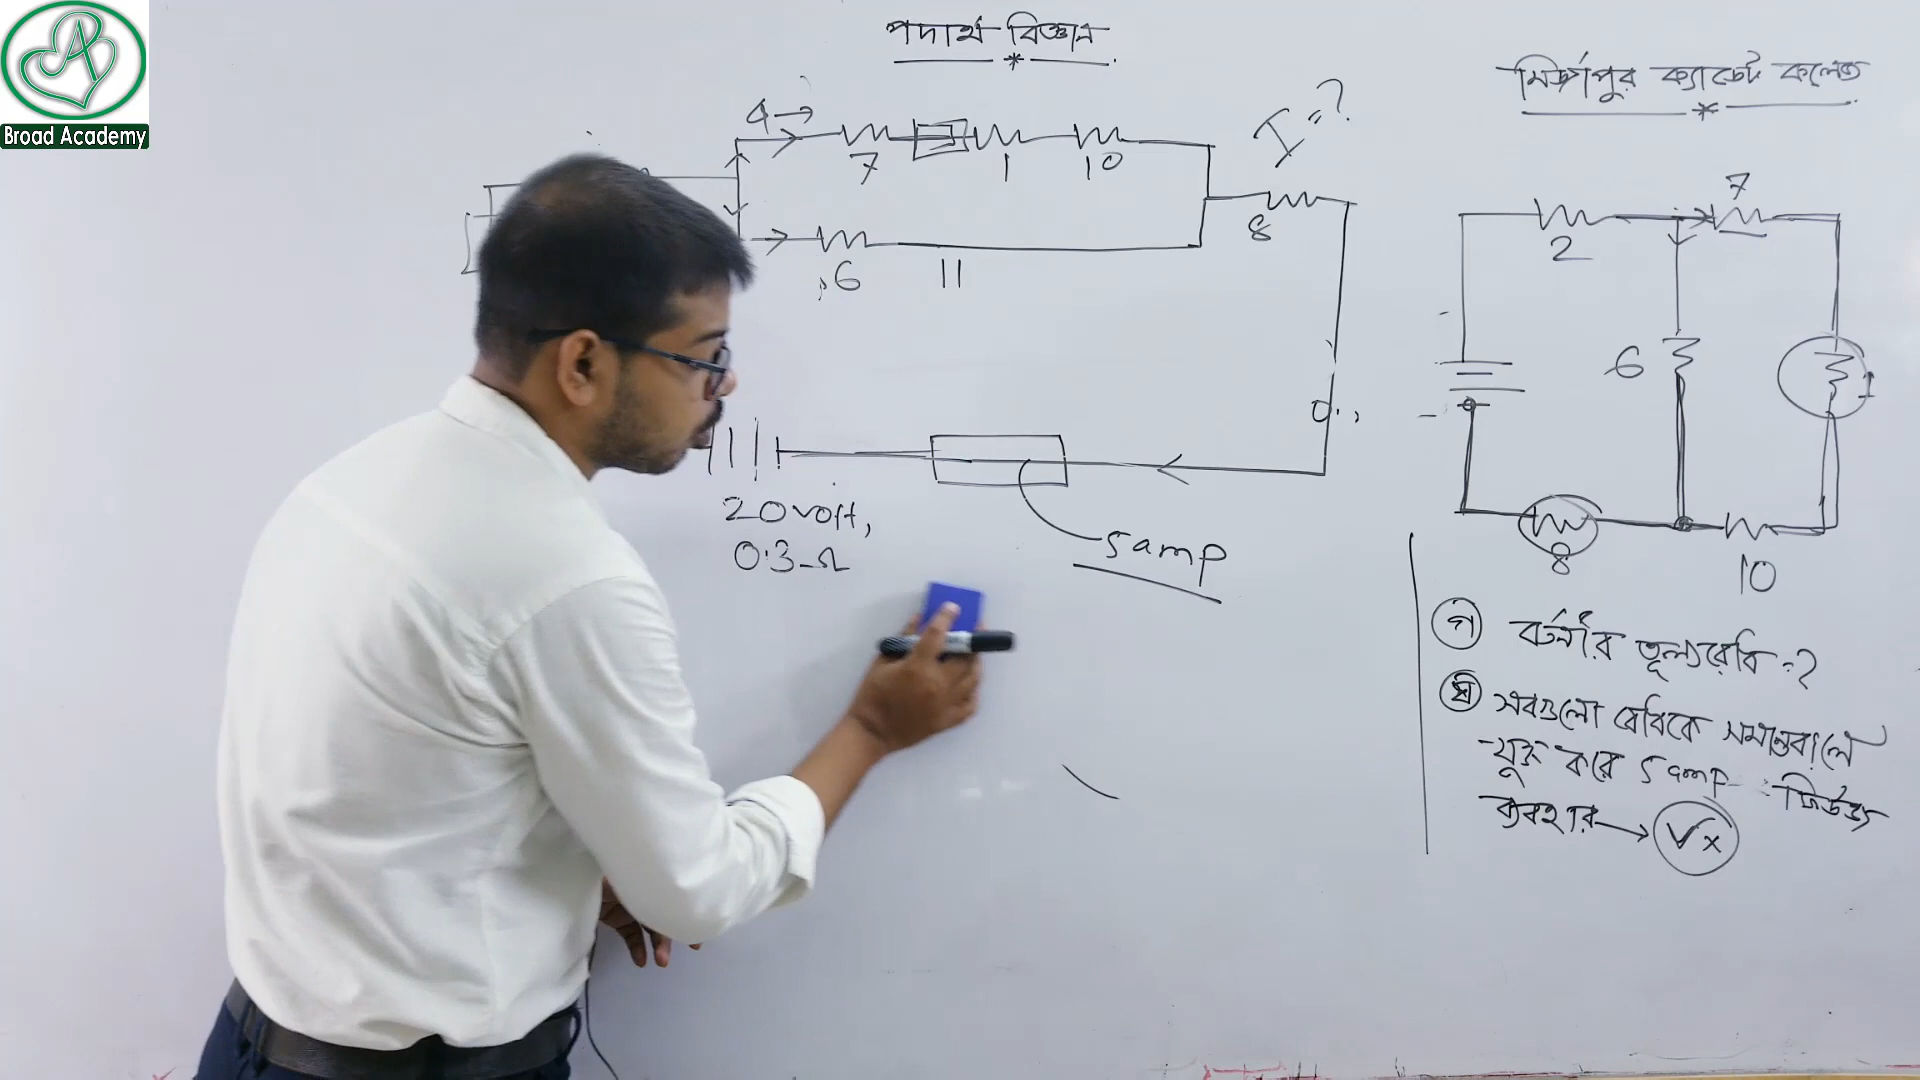 Broad Academy
পদার্থ বিজ্ঞান
মির্জাপুর ক্যাডেট কলেজ
I = ?
7
1
10
8
6
11
20 volt,
0.3 Ω
5 amp
7
2
6
1
8
10
গ বর্তনীর তূল্যরোধ = ?
ঘ সবগুলো রোধকে সমান্তরালে
যুক্ত করে 5 amp ফিউজ
ব্যবহার → √x